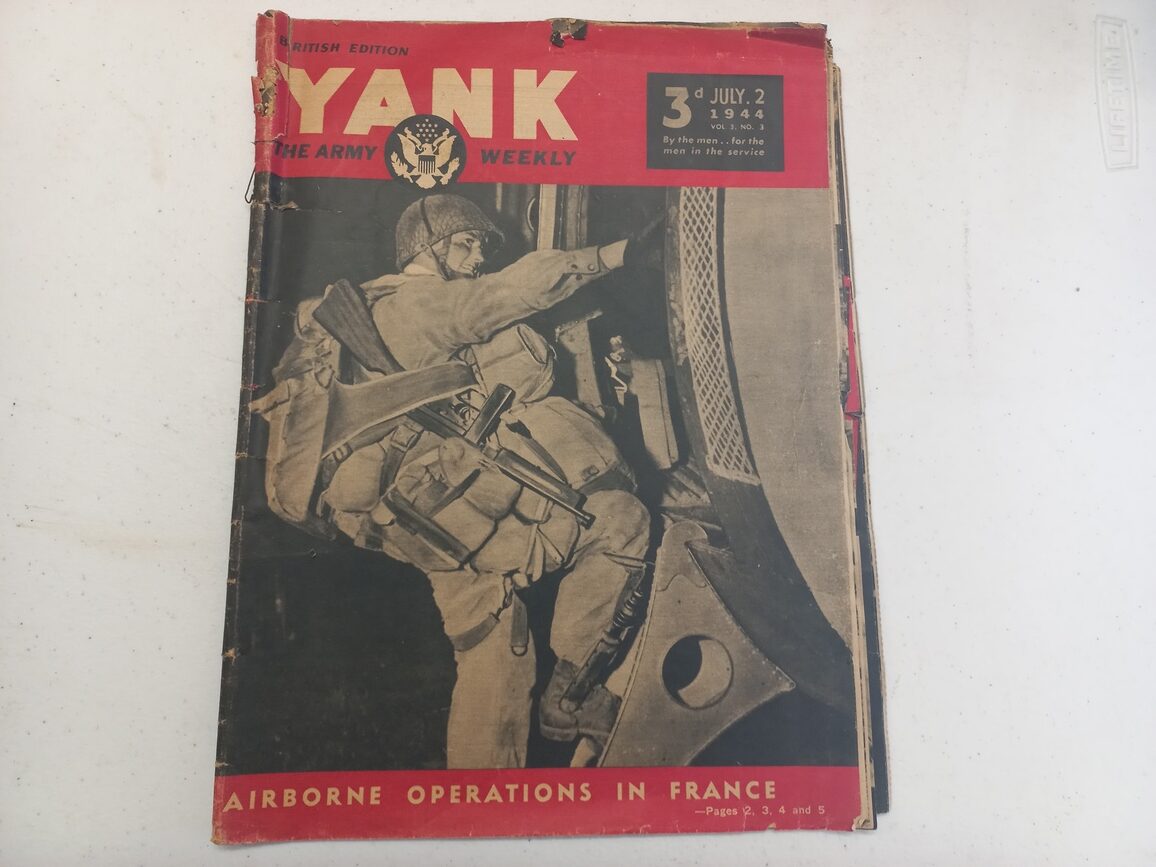 BRITISH EDITION
YANK
THE ARMY WEEKLY
3d JULY. 2
1944
VOL. 3, NO. 3
By the men . . for the
men in the service
AIRBORNE OPERATIONS IN FRANCE
—Pages 2, 3, 4 and 5
LIFETIME